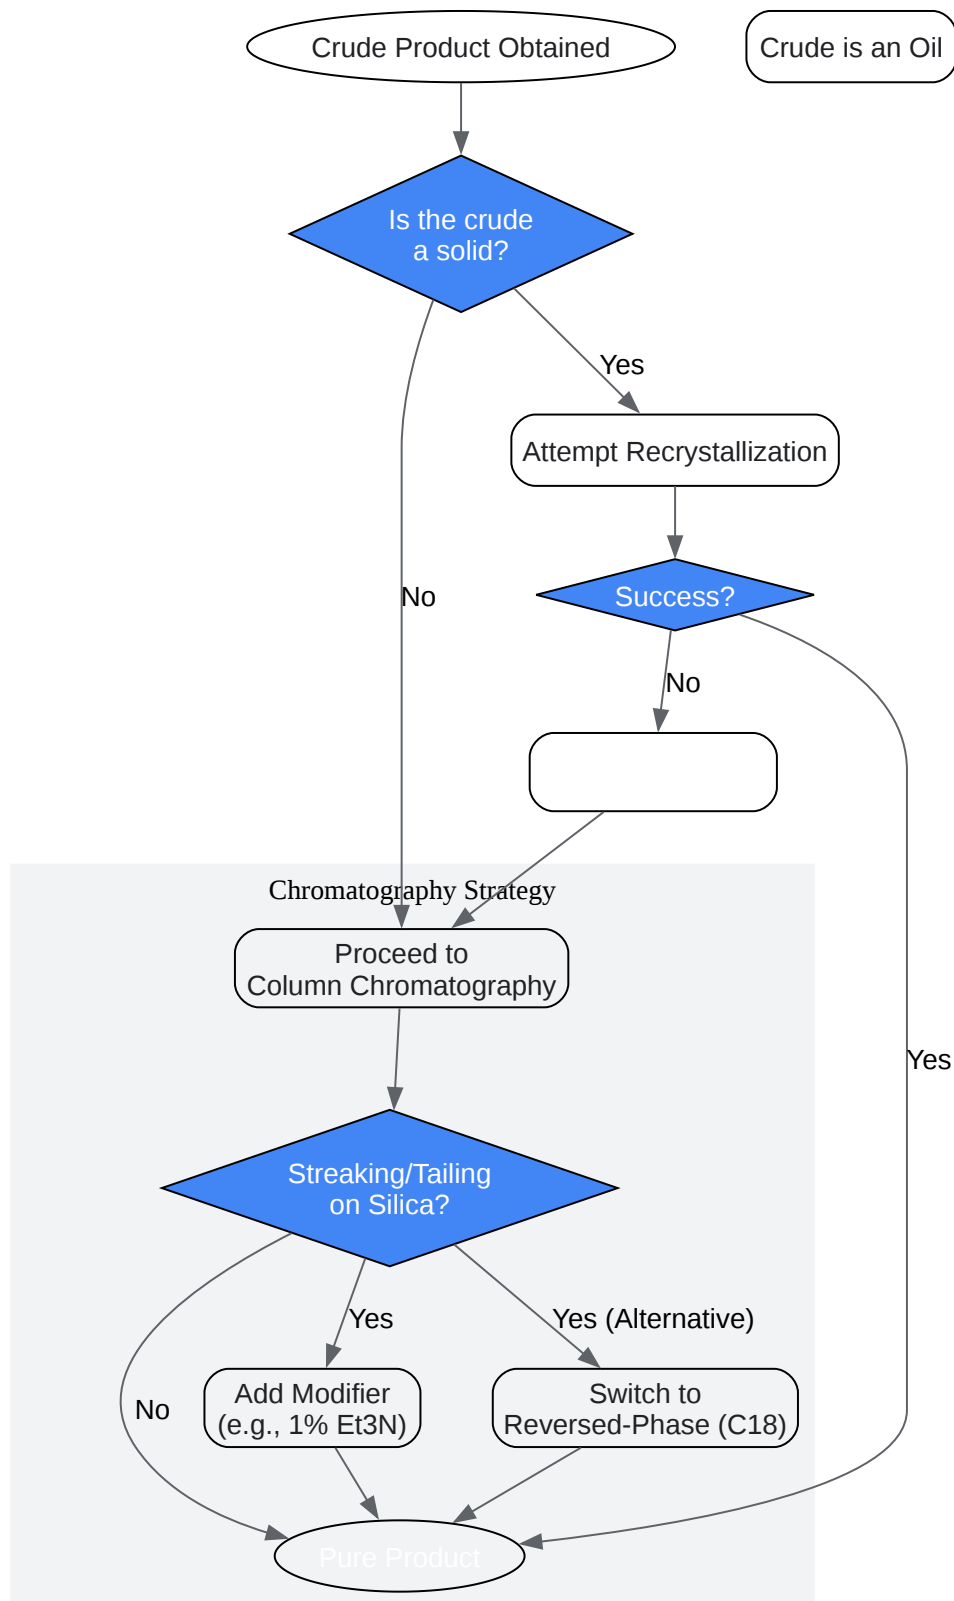 Crude Product Obtained
Crude is an Oil
Is the crude
a solid?
Yes
Attempt Recrystallization
No
Success?
No
Chromatography Strategy
Proceed to
Column Chromatography
Yes
Streaking/Tailing
on Silica?
Yes
Yes (Alternative)
No
Add Modifier
(e.g., 1% Et3N)
Switch to
Reversed-Phase (C18)
Pure Product